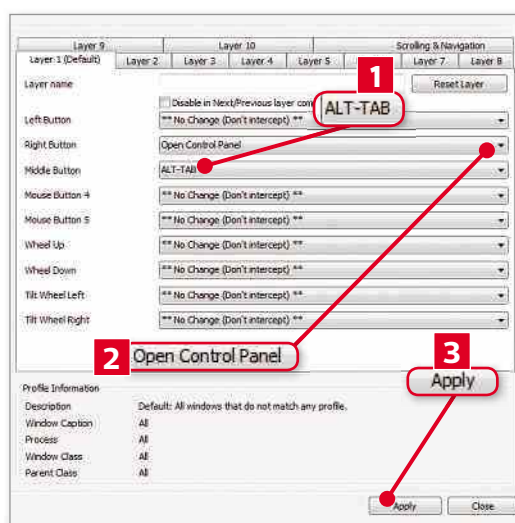 Layer 9 Layer 10 Scrolling & Navigation
Layer 1 (Default) Layer 2 Layer 3 Layer 4 Layer 5 Layer 7 Layer 8
1
Layer name Reset Layer
Disable in Next/Previous layer com
ALT-TAB
Left Button ** No Change (Don't intercept) **
Right Button Open Control Panel
Middle Button ALT-TAB
Mouse Button 4 ** No Change (Don't intercept) **
Mouse Button 5 ** No Change (Don't intercept) **
Wheel Up ** No Change (Don't intercept) **
Wheel Down ** No Change (Don't intercept) **
Tilt Wheel Left ** No Change (Don't intercept) **
Tilt Wheel Right ** No Change (Don't intercept) **
2 Open Control Panel
3
Apply
Profile Information
Description Default: All windows that do not match any profile.
Window Caption All
Process All
Window Class All
Parent Class All
Apply Close